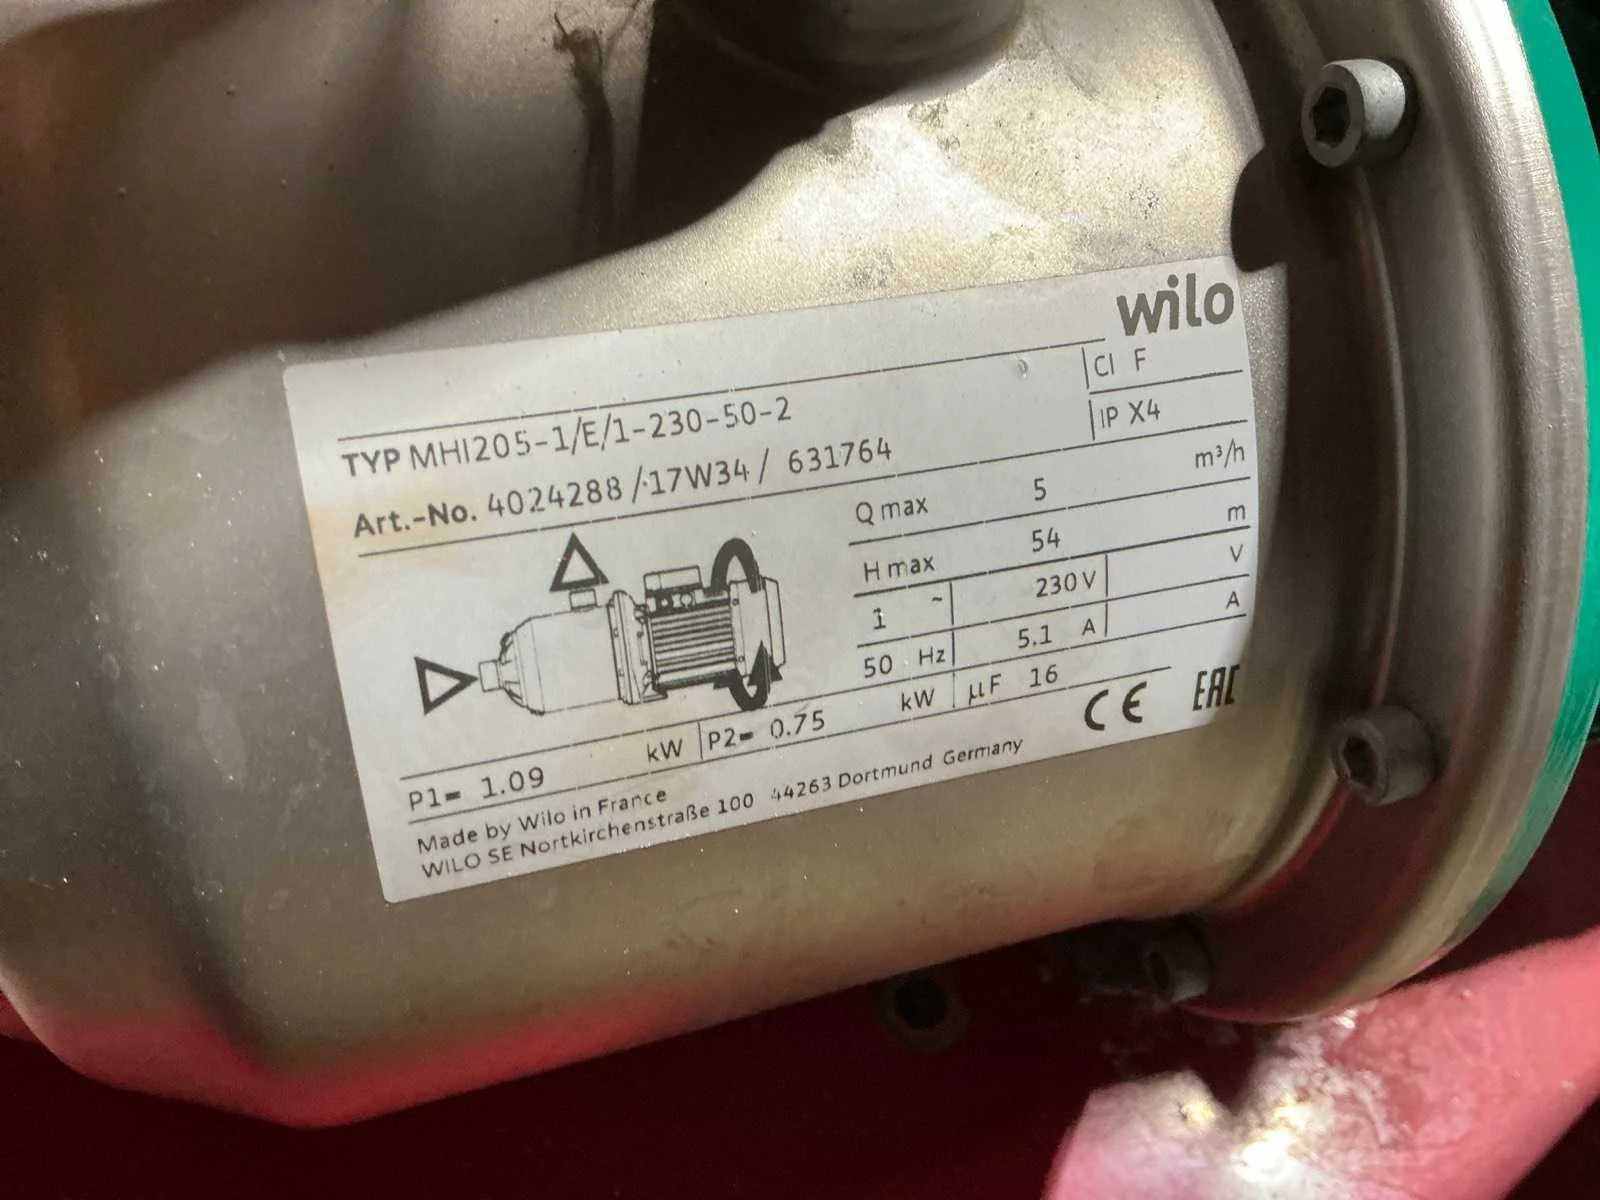 wilo
TYP MHI205-1/E/1-230-50-2
CI F
Art.-No. 4024288 /17W34 / 631764
IP X4
Q max 5 m³/h
H max 54 m
1 ~ 230 V V
50 Hz 5.1 A A
P1= 1.09 kW P2= 0.75 kW µF 16
CE EAC
Made by Wilo in France
WILO SE Nortkirchenstraße 100 44263 Dortmund Germany